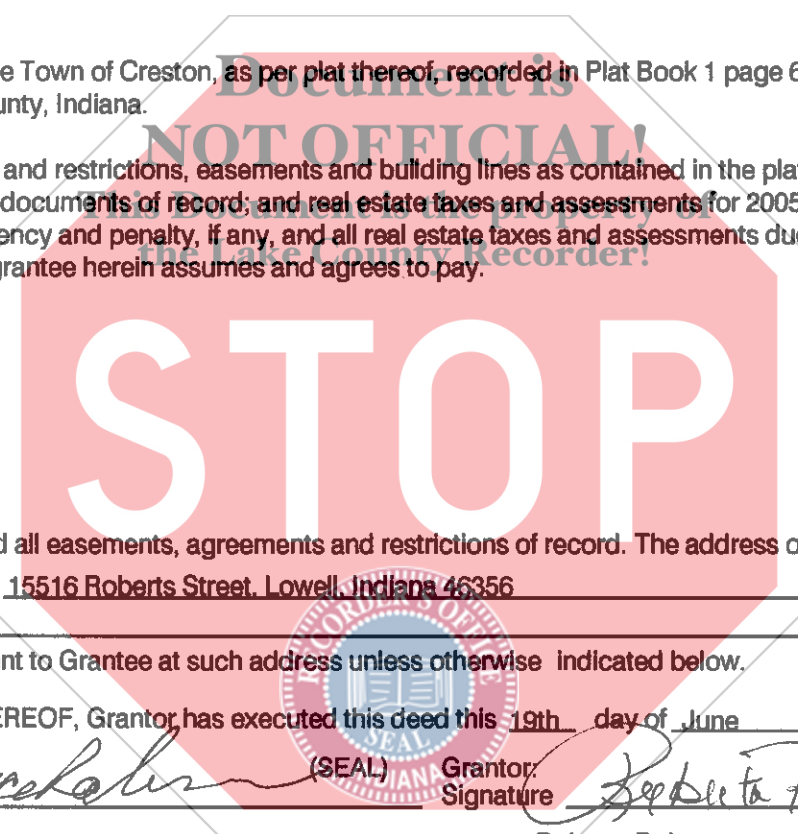 e Town of Creston, as per plat thereof, recorded in Plat Book 1 page 6
unty, Indiana.
Document is
NOT OFFICIAL!
This Document is the property of
the Lake County Recorder!
and restrictions, easements and building lines as contained in the plat
documents of record; and real estate taxes and assessments for 2005
ency and penalty, if any, and all real estate taxes and assessments due
grantee herein assumes and agrees to pay.
STOP
d all easements, agreements and restrictions of record. The address o
15516 Roberts Street, Lowell, Indiana 46356
RECORDER'S OFFICE
SEAL
INDIANA
nt to Grantee at such address unless otherwise indicated below.
EREOF, Grantor has executed this deed this 19th day of June
(SEAL) Grantor:
Signature